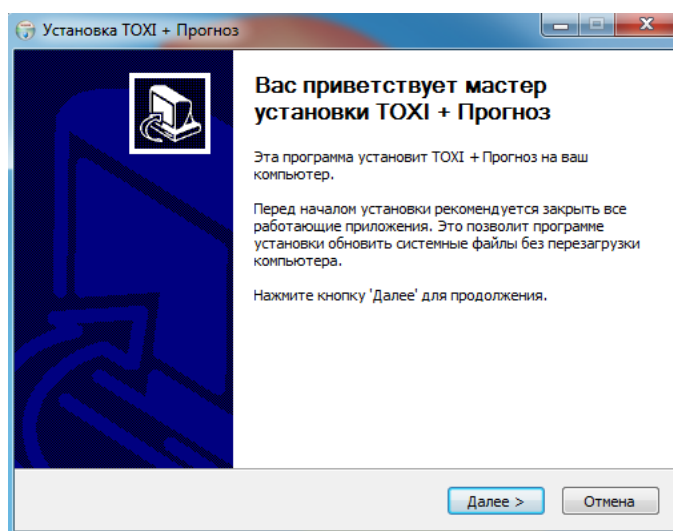 Установка TOXI + Прогноз
Вас приветствует мастер
установки TOXI + Прогноз
Эта программа установит TOXI + Прогноз на ваш
компьютер.
Перед началом установки рекомендуется закрыть все
работающие приложения. Это позволит программе
установки обновить системные файлы без перезагрузки
компьютера.
Нажмите кнопку 'Далее' для продолжения.
Далее >
Отмена